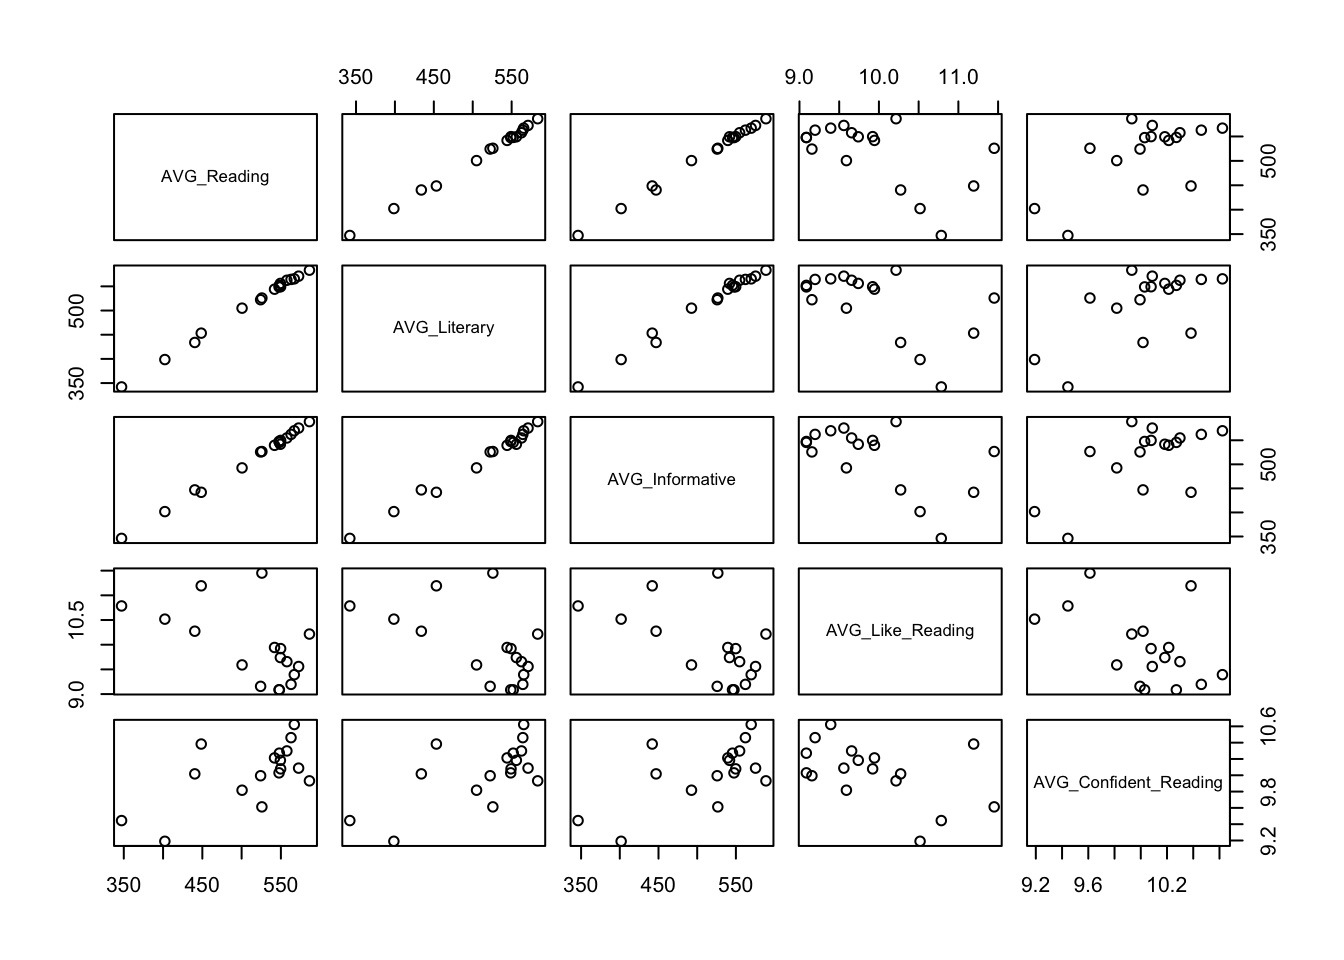 350 450 550 9.0 10.0 11.0
AVG_Reading
500
350
AVG_Literary
500
350
AVG_Informative
500
350
AVG_Like_Reading
10.5
9.0
AVG_Confident_Reading
10.6
9.8
9.2
350 450 550 350 450 550 9.2 9.6 10.2